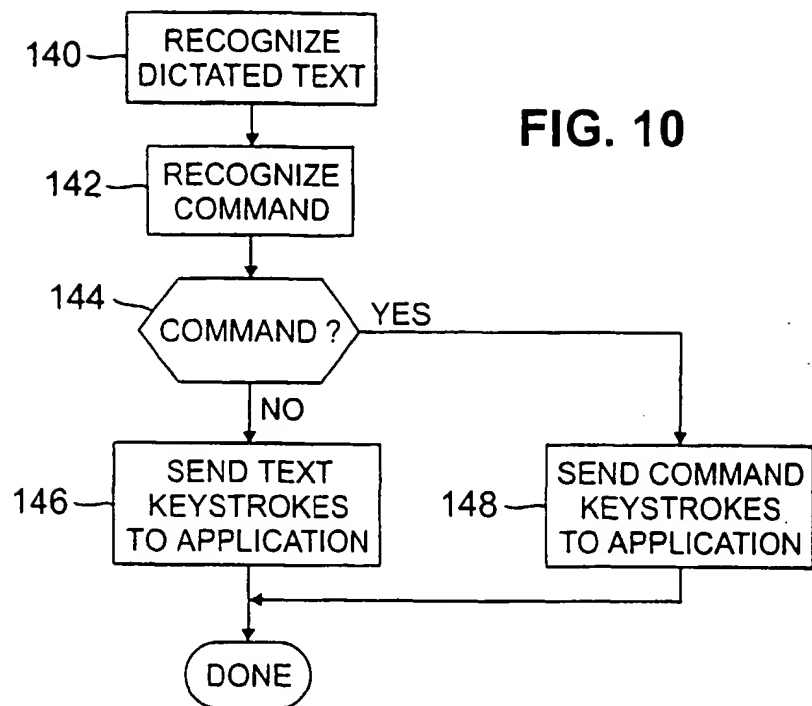 140
RECOGNIZE
DICTATED TEXT
FIG. 10
142
RECOGNIZE
COMMAND
144
COMMAND ?
YES
NO
146
SEND TEXT
KEYSTROKES
TO APPLICATION
148
SEND COMMAND
KEYSTROKES
TO APPLICATION
DONE